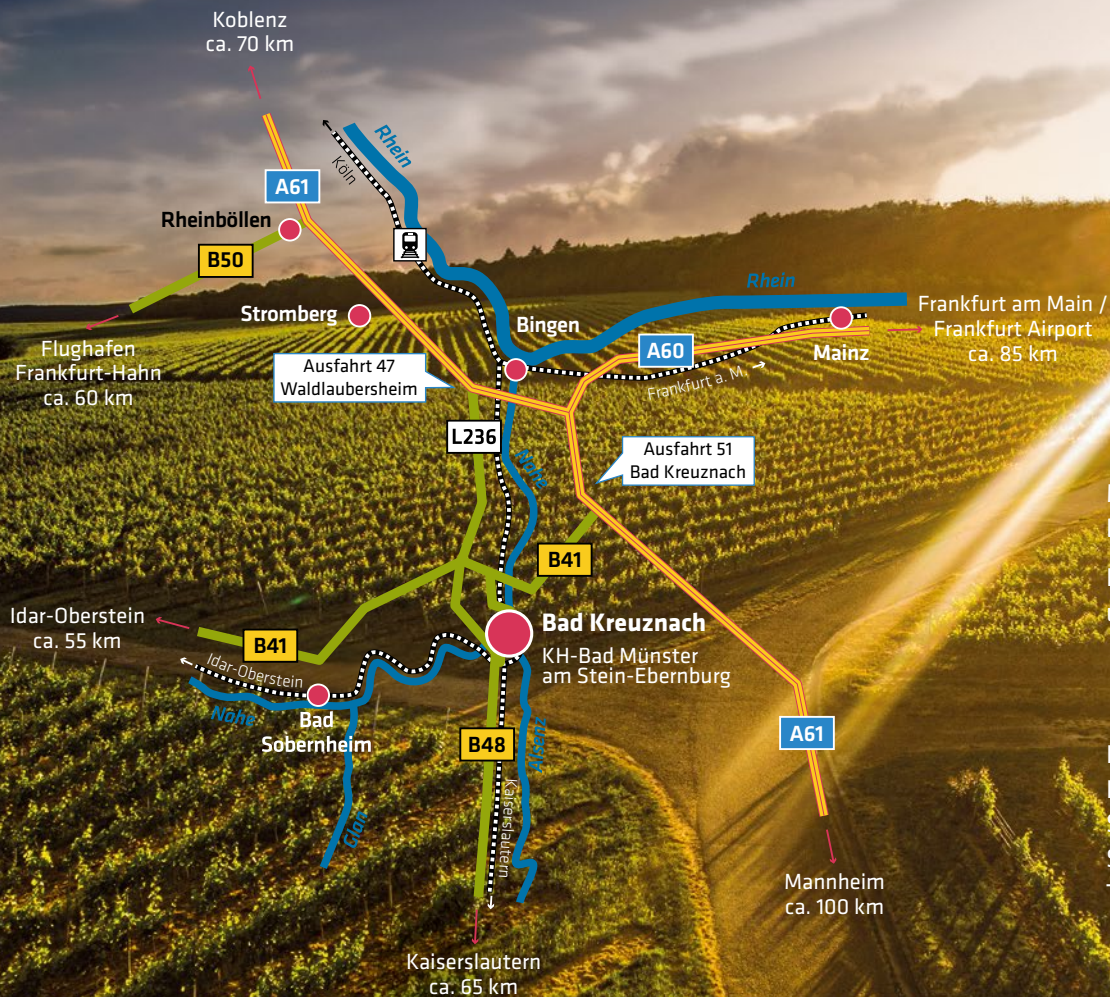 Koblenz
ca. 70 km
Rhein
Köln
A61
Rheinböllen
B50
Rhein
Stromberg
Bingen
Frankfurt am Main /
Frankfurt Airport
ca. 85 km
A60
Mainz
Flughafen
Frankfurt-Hahn
ca. 60 km
Ausfahrt 47
Waldlaubersheim
Frankfurt a. M.
L236
Nahe
Ausfahrt 51
Bad Kreuznach
B41
Idar-Oberstein
ca. 55 km
B41
Bad Kreuznach
KH-Bad Münster
am Stein-Ebernburg
Idar-Oberstein
Nahe
Bad
Sobernheim
B48
Alsenz
A61
Kaiserslautern
Glan
Mannheim
ca. 100 km
Kaiserslautern
ca. 65 km